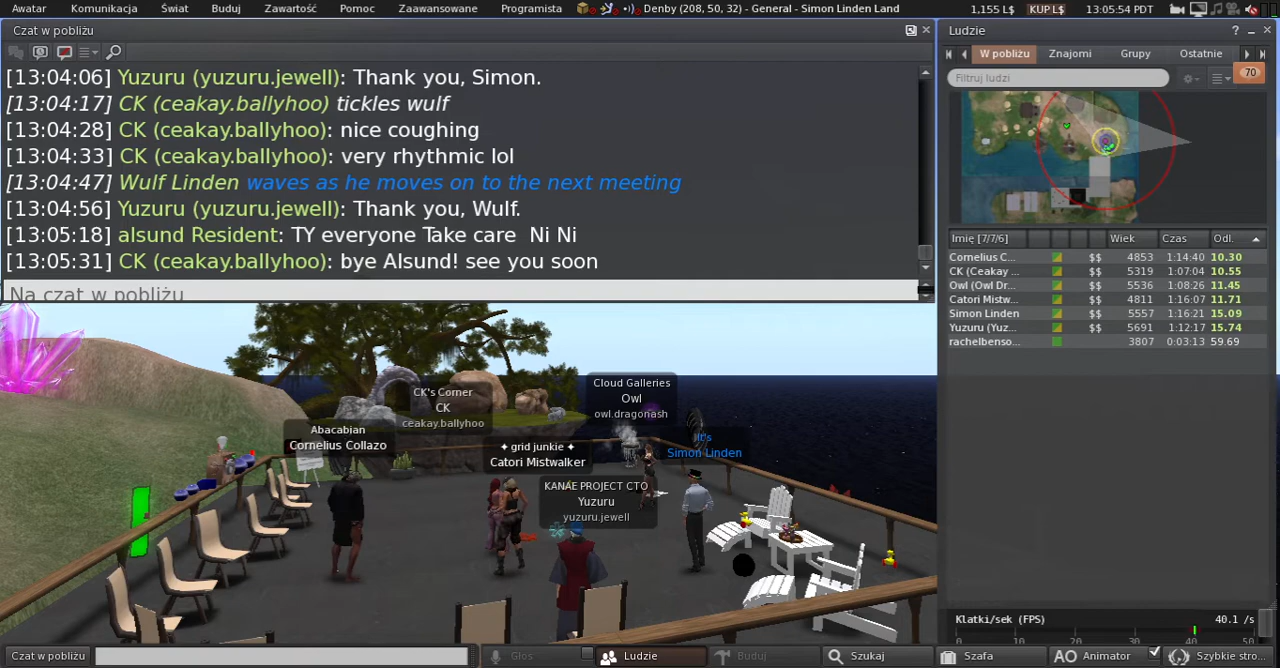 Awatar Komunikacja Świat Buduj Zawartość Pomoc Zaawansowane Programista Denby (208, 50, 32) - General - Simon Linden Land 1,155 L$ KUP L$ 13:05:54 PDT
Czat w pobliżu
[13:04:06] Yuzuru (yuzuru.jewell): Thank you, Simon.
[13:04:17] CK (ceakay.ballyhoo) tickles wulf
[13:04:28] CK (ceakay.ballyhoo): nice coughing
[13:04:33] CK (ceakay.ballyhoo): very rhythmic lol
[13:04:47] Wulf Linden waves as he moves on to the next meeting
[13:04:56] Yuzuru (yuzuru.jewell): Thank you, Wulf.
[13:05:18] alsund Resident: TY everyone Take care Ni Ni
[13:05:31] CK (ceakay.ballyhoo): bye Alsund! see you soon
Na czat w pobliżu
Ludzie
W pobliżu Znajomi Grupy Ostatnie
Filtruj ludzi
70
Imię [7/7/6] Wiek Czas Odl.
Cornelius C... $$ 4853 1:14:40 10.30
CK (Ceakay ... $$ 5319 1:07:04 10.55
Owl (Owl Dr... $$ 5536 1:08:26 11.45
Catori Mistw... $$ 4811 1:16:07 11.71
Simon Linden $$ 5557 1:16:21 15.09
Yuzuru (Yuz... $$ 5691 1:12:17 15.74
rachelbenso... 3807 0:03:13 59.69
Cloud Galleries
Owl
owl.dragonash
CK's Corner
CK
ceakay.ballyhoo
Abacabian
Cornelius Collazo
✦ grid junkie ✦
Catori Mistwalker
It's
Simon Linden
KANAE PROJECT CTO
Yuzuru
yuzuru.jewell
Klatki/sek (FPS) 40.1 /s
0 10 20 30 40 50
Czat w pobliżu Głos Ludzie Buduj Szukaj Szafa AO Animator Szybkie stro...